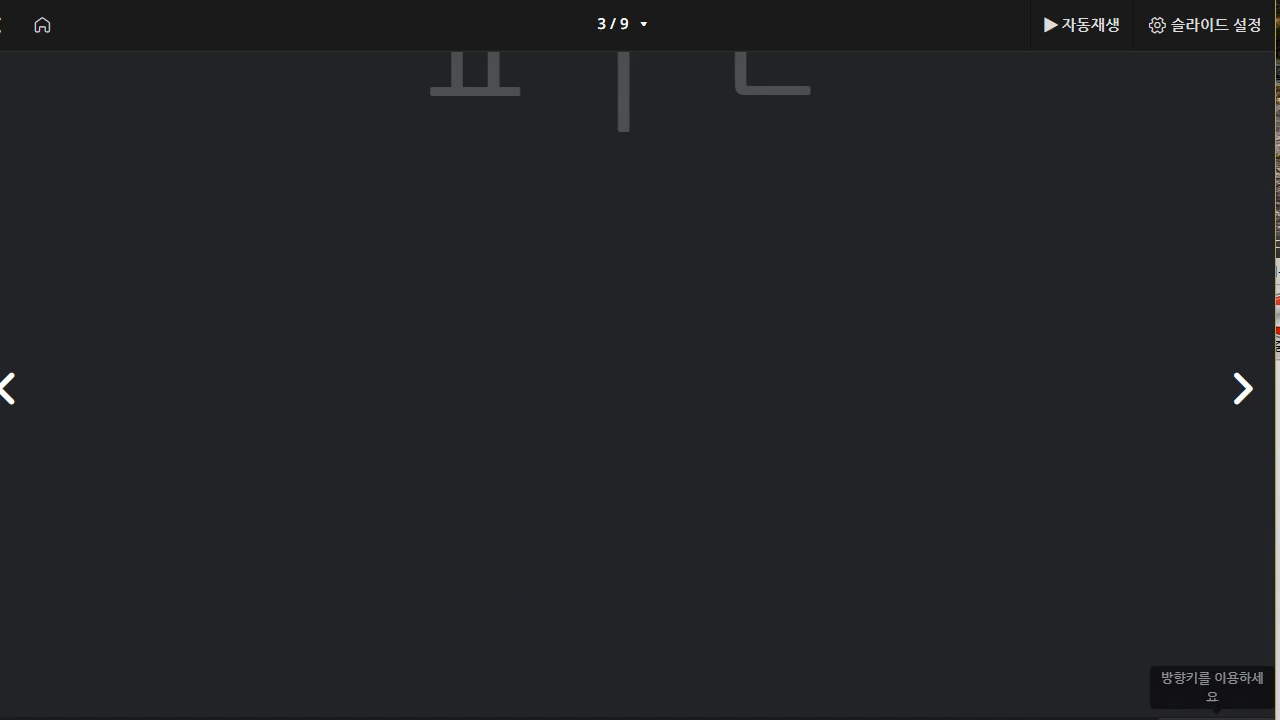 3 / 9
자동재생
슬라이드 설정
방향키를 이용하세
요